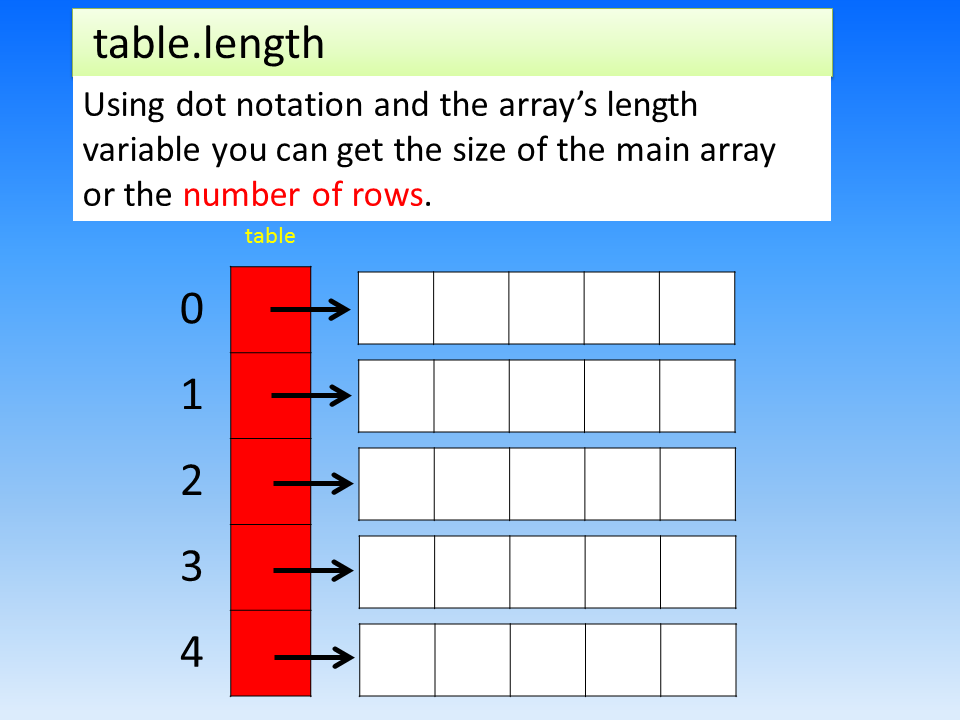 table.length
Using dot notation and the array’s length
variable you can get the size of the main array
or the number of rows.
table
0
1
2
3
4